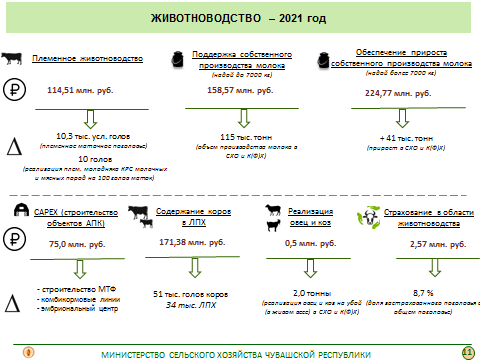 ЖИВОТНОВОДСТВО – 2021 год
Племенное животноводство
114,51 млн. руб.
10,3 тыс. усл. голов
(племенное маточное поголовье)
10 голов
(реализация плем. молодняка КРС молочных
и мясных пород на 100 голов маток)
Поддержка собственного
производства молока
(надой до 7000 кг)
158,57 млн. руб.
115 тыс. тонн
(объем производства молока в
СХО и К(Ф)Х)
Обеспечение прироста
собственного производства молока
(надой более 7000 кг)
224,77 млн. руб.
+ 41 тыс. тонн
(прирост в СХО и К(Ф)Х)
CAPEX (строительство
объектов АПК)
75,0 млн. руб.
- строительство МТФ
- комбикормовые линии
- эмбриональный центр
Содержание коров
в ЛПХ
171,38 млн. руб.
51 тыс. голов коров
34 тыс. ЛПХ
Реализация
овец и коз
0,5 млн. руб.
2,0 тонны
(реализация овец и коз на убой
(в живом весе) в СХО и К(Ф)Х)
Страхование в области
животноводства
2,57 млн. руб.
8,7 %
(доля застрахованного поголовья в
общем поголовье)
МИНИСТЕРСТВО СЕЛЬСКОГО ХОЗЯЙСТВА ЧУВАШСКОЙ РЕСПУБЛИКИ
11